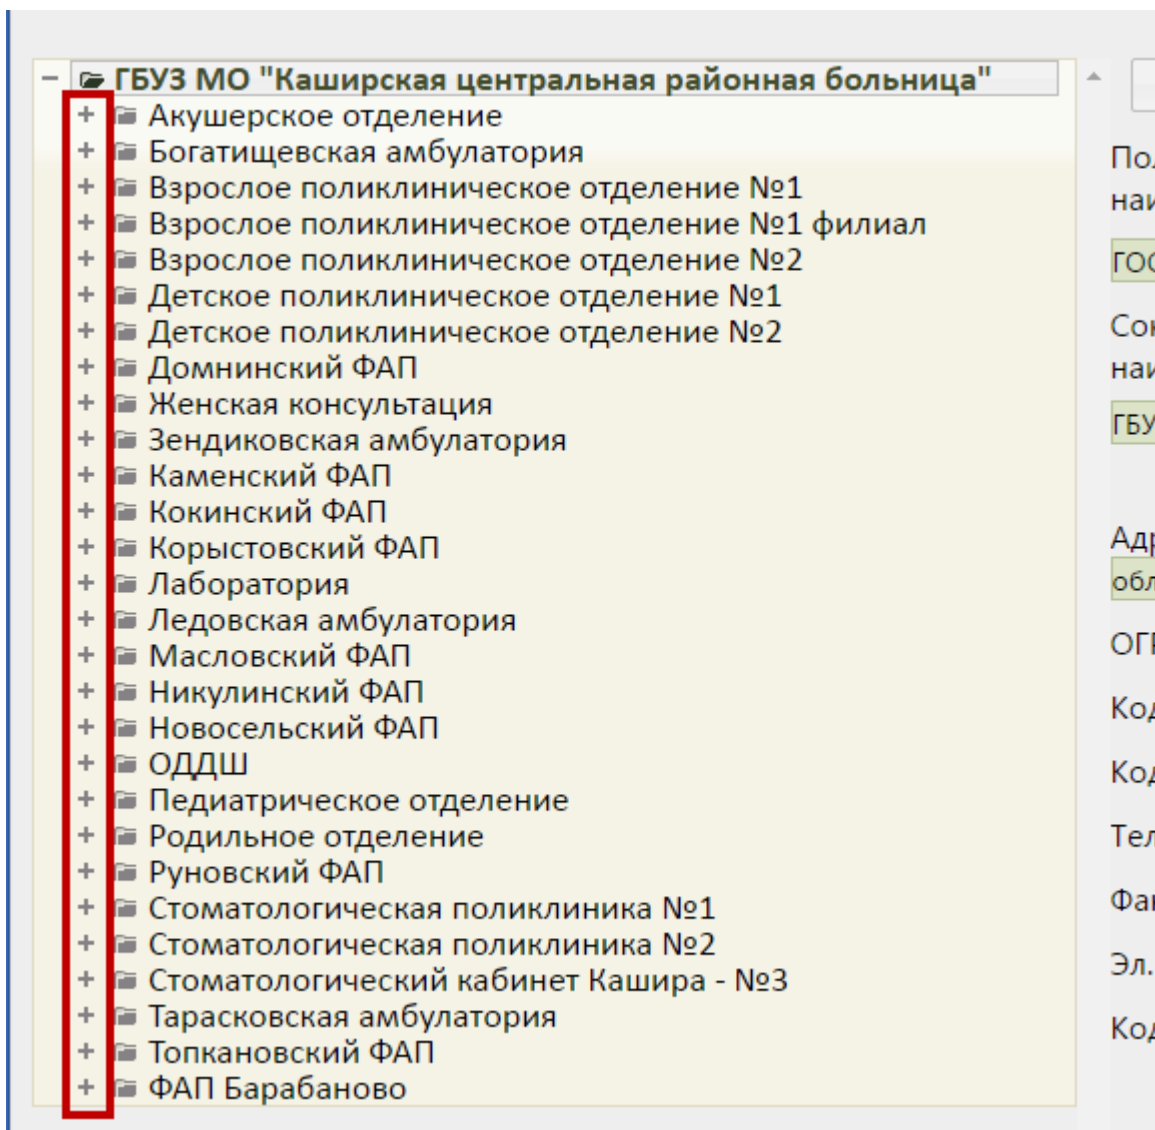 ГБУЗ МО "Каширская центральная районная больница"
Акушерское отделение
Богатищевская амбулатория
Взрослое поликлиническое отделение №1
Взрослое поликлиническое отделение №1 филиал
Взрослое поликлиническое отделение №2
Детское поликлиническое отделение №1
Детское поликлиническое отделение №2
Домнинский ФАП
Женская консультация
Зендиковская амбулатория
Каменский ФАП
Кокинский ФАП
Корыстовский ФАП
Лаборатория
Ледовская амбулатория
Масловский ФАП
Никулинский ФАП
Новосельский ФАП
ОДДШ
Педиатрическое отделение
Родильное отделение
Руновский ФАП
Стоматологическая поликлиника №1
Стоматологическая поликлиника №2
Стоматологический кабинет Кашира - №3
Тарасковская амбулатория
Топкановский ФАП
ФАП Барабаново
Эл.